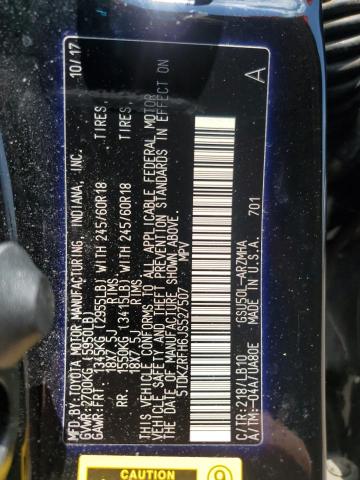 MFD.BY:TOYOTA MOTOR MANUFACTURING, INDIANA, INC. 10/17
GVWR:2700KG (5950LB)
GAWR:FRT. 1340KG (2955LB) WITH 245/60R18 TIRES,
18X7.5J RIMS
RR. 1550KG (3415LB) WITH 245/60R18 TIRES,
18X7.5J RIMS
THIS VEHICLE CONFORMS TO ALL APPLICABLE FEDERAL MOTOR
VEHICLE SAFETY AND THEFT PREVENTION STANDARDS IN EFFECT
ON THE DATE OF MANUFACTURE SHOWN ABOVE.
5TDKZRFH6JS527507 MPV
A
C/TR:218/LB10 GSU50L-ARZMHA
A/TM:-04A/UA80E MADE IN U.S.A. 701
CAUTION